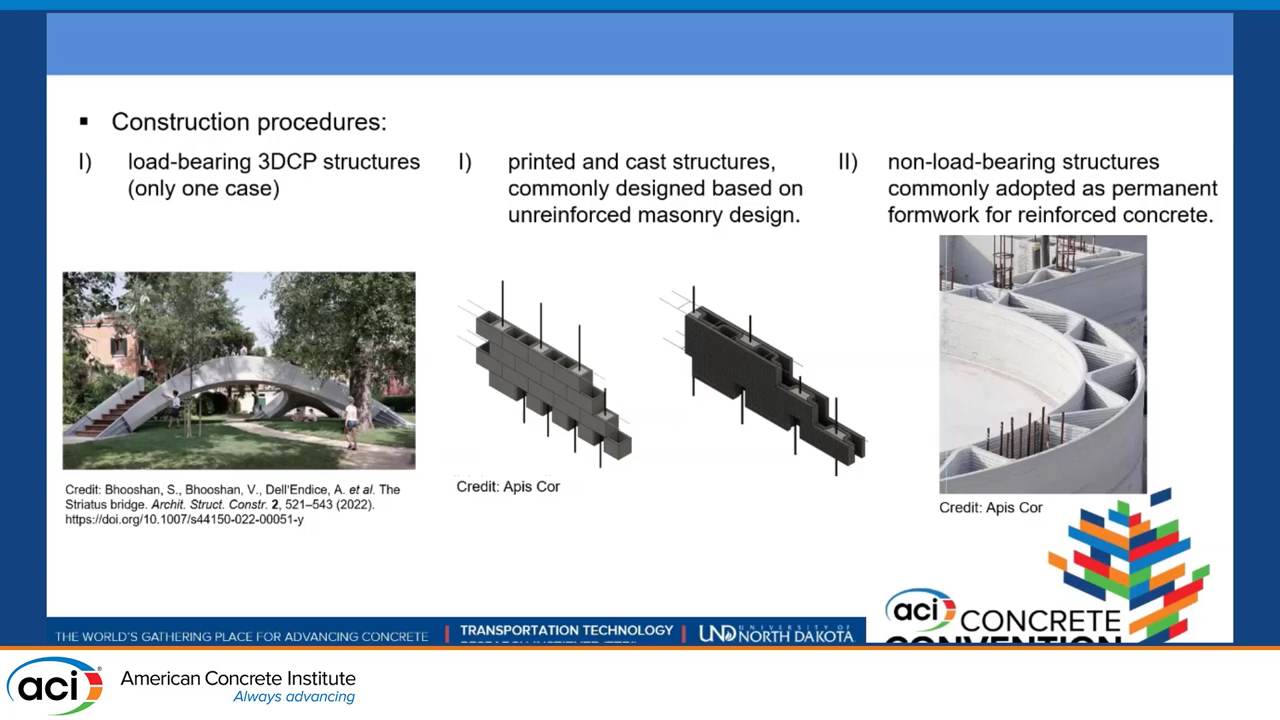 ▪ Construction procedures:
I) load-bearing 3DCP structures
(only one case)
I) printed and cast structures,
commonly designed based on
unreinforced masonry design.
II) non-load-bearing structures
commonly adopted as permanent
formwork for reinforced concrete.
Credit: Bhooshan, S., Bhooshan, V., Dell'Endice, A. et al. The
Striatus bridge. Archit. Struct. Constr. 2, 521–543 (2022).
https://doi.org/10.1007/s44150-022-00051-y
Credit: Apis Cor
Credit: Apis Cor
aci CONCRETE
CONVENTION
THE WORLD'S GATHERING PLACE FOR ADVANCING CONCRETE
TRANSPORTATION TECHNOLOGY
UND UNIVERSITY OF
NORTH DAKOTA
aci®
American Concrete Institute
Always advancing